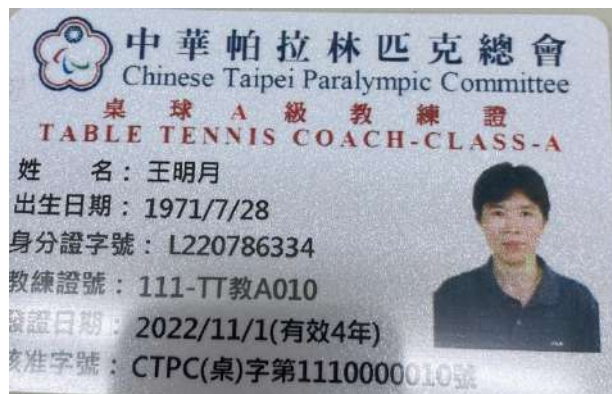 中華帕拉林匹克總會
Chinese Taipei Paralympic Committee
桌球A級教練證
TABLE TENNIS COACH-CLASS-A
姓 名：王明月
出生日期：1971/7/28
身分證字號：L220786334
教練證號：111-TT教A010
發證日期：2022/11/1(有效4年)
核准字號：CTPC(桌)字第1110000010號